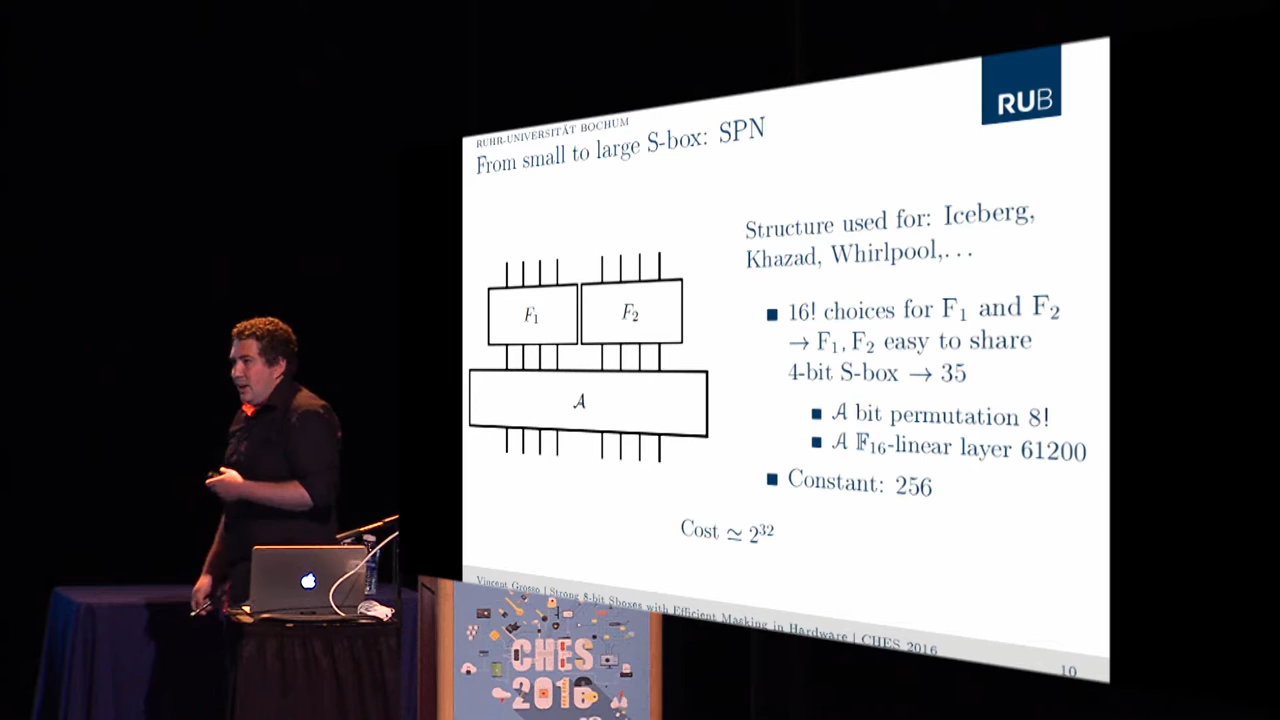 RUB
RUHR-UNIVERSITÄT BOCHUM
From small to large S-box: SPN
Structure used for: Iceberg,
Khazad, Whirlpool,...
F₁ F₂
𝒜
■ 16! choices for F₁ and F₂
→ F₁, F₂ easy to share
4-bit S-box → 35
■ 𝒜 bit permutation 8!
■ 𝒜 𝔽₁₆-linear layer 61200
■ Constant: 256
Cost ≃ 2³²
Vincent Grosso | Strong 8-bit Sboxes with Efficient Masking in Hardware | CHES 2016
10
CHES
2016